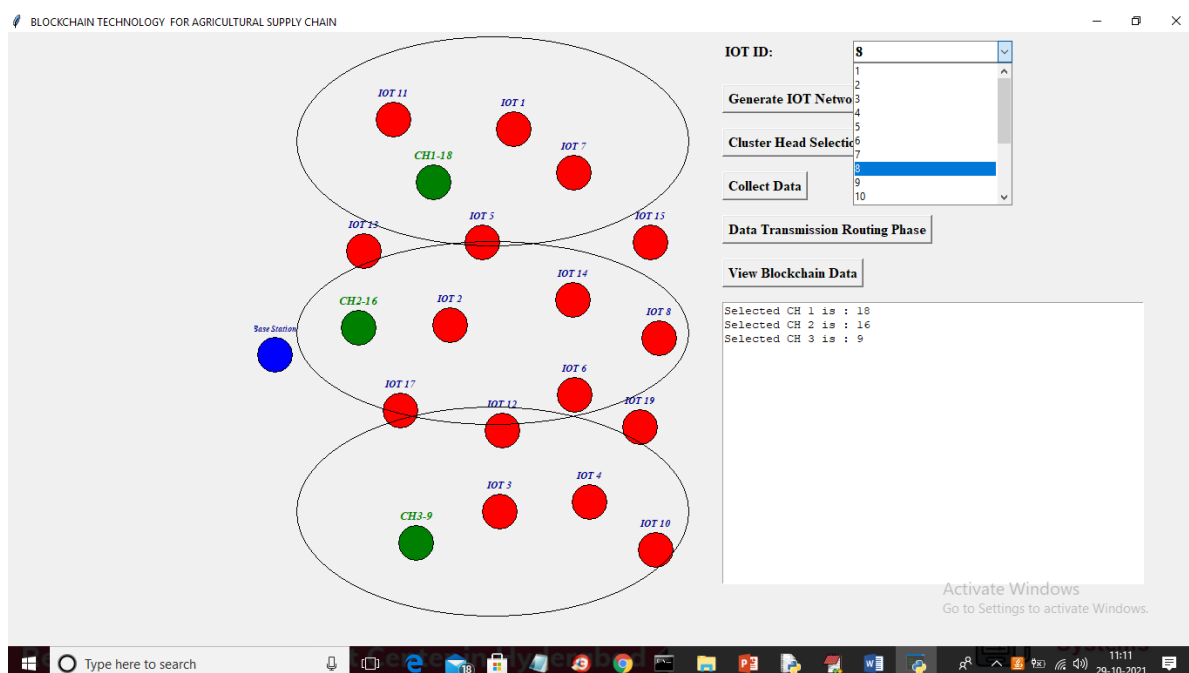 BLOCKCHAIN TECHNOLOGY FOR AGRICULTURAL SUPPLY CHAIN
IOT 11
IOT 1
IOT 7
CH1-18
IOT 13
IOT 5
IOT 15
IOT 14
CH2-16
IOT 2
IOT 8
Base Station
IOT 6
IOT 17
IOT 12
IOT 19
IOT 3
IOT 4
CH3-9
IOT 10
IOT ID:
8
1
2
3
4
5
6
7
8
9
10
Generate IOT Netwo
Cluster Head Selectio
Collect Data
Data Transmission Routing Phase
View Blockchain Data
Selected CH 1 is : 18
Selected CH 2 is : 16
Selected CH 3 is : 9
Activate Windows
Go to Settings to activate Windows.
Type here to search
18
11:11
29-10-2021